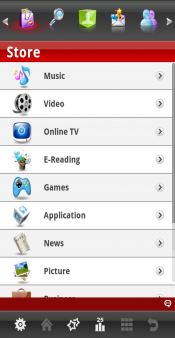 Store
Music
Video
Online TV
E-Reading
Games
Application
News
Picture
25